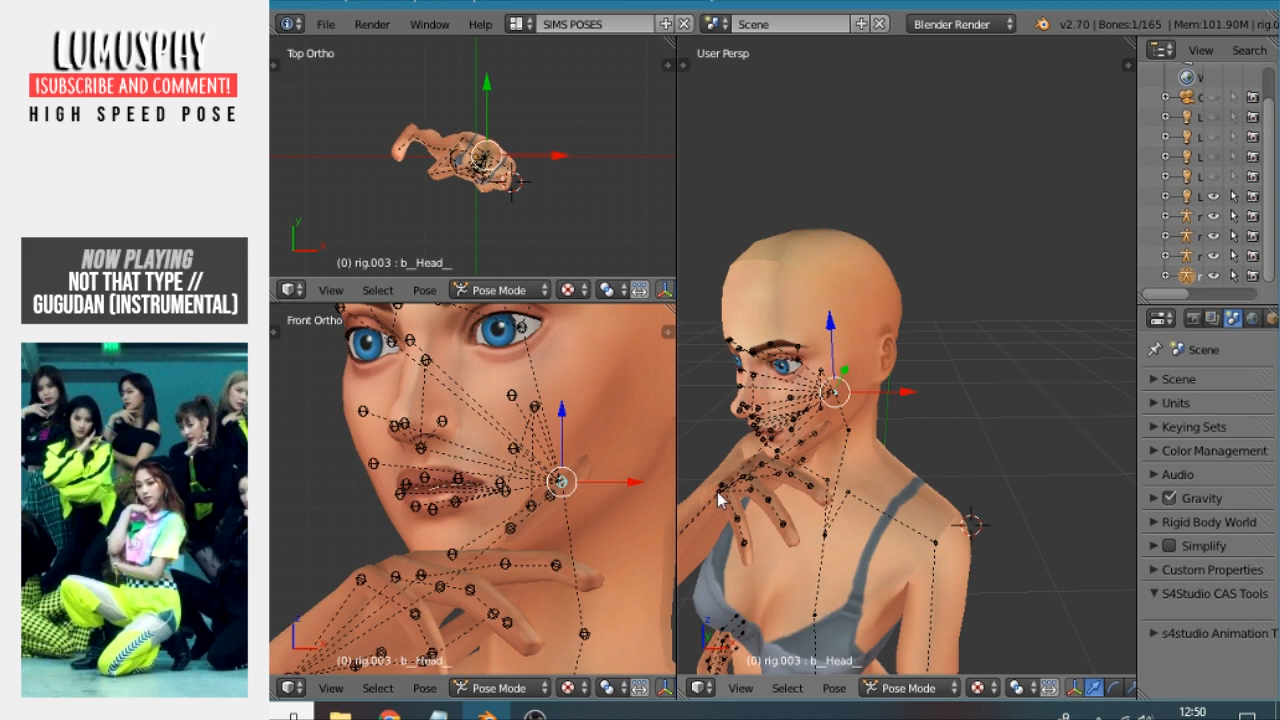 LUMUSPLAY
!SUBSCRIBE AND COMMENT!
HIGH SPEED POSE
NOW PLAYING
NOT THAT TYPE //
GUGUDAN (INSTRUMENTAL)
File Render Window Help SIMS POSES Scene Blender Render v2.70 | Bones:1/165 | Mem:101.90M | rig.0
Top Ortho
User Persp
View Search
y
x
(0) rig.003 : b__Head__
View Select Pose Pose Mode
Front Ortho
Scene
Scene
Units
Keying Sets
Color Management
Audio
Gravity
Rigid Body World
Simplify
Custom Properties
S4Studio CAS Tools
s4studio Animation T
z
x
(0) rig.003 : b__Head__
z
(0) rig.003 : b__Head__
View Select Pose Pose Mode
View Select Pose Pose Mode
12:50